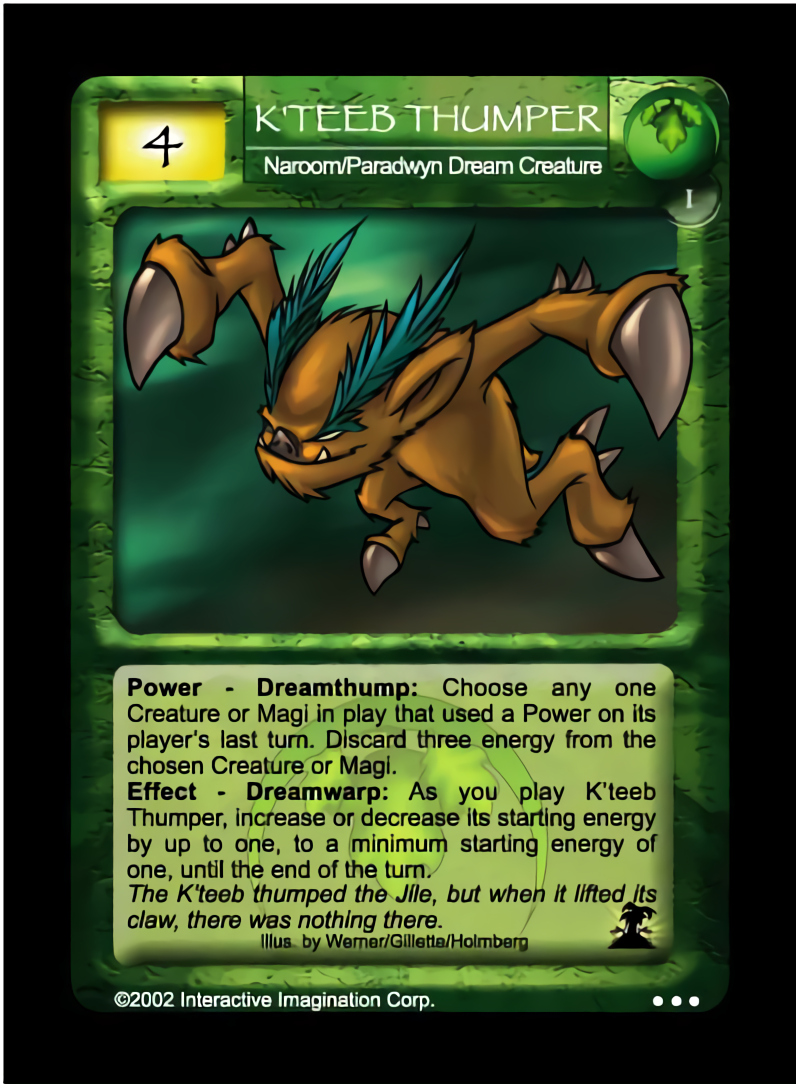 4
K'TEEB THUMPER
Naroom/Paradwyn Dream Creature
I
Power - Dreamthump: Choose any one
Creature or Magi in play that used a Power on its
player's last turn. Discard three energy from the
chosen Creature or Magi.
Effect - Dreamwarp: As you play K'teeb
Thumper, increase or decrease its starting energy
by up to one, to a minimum starting energy of
one, until the end of the turn.
The K'teeb thumped the Jile, but when it lifted its
claw, there was nothing there.
Illus. by Werner/Gillette/Holmberg
©2002 Interactive Imagination Corp.